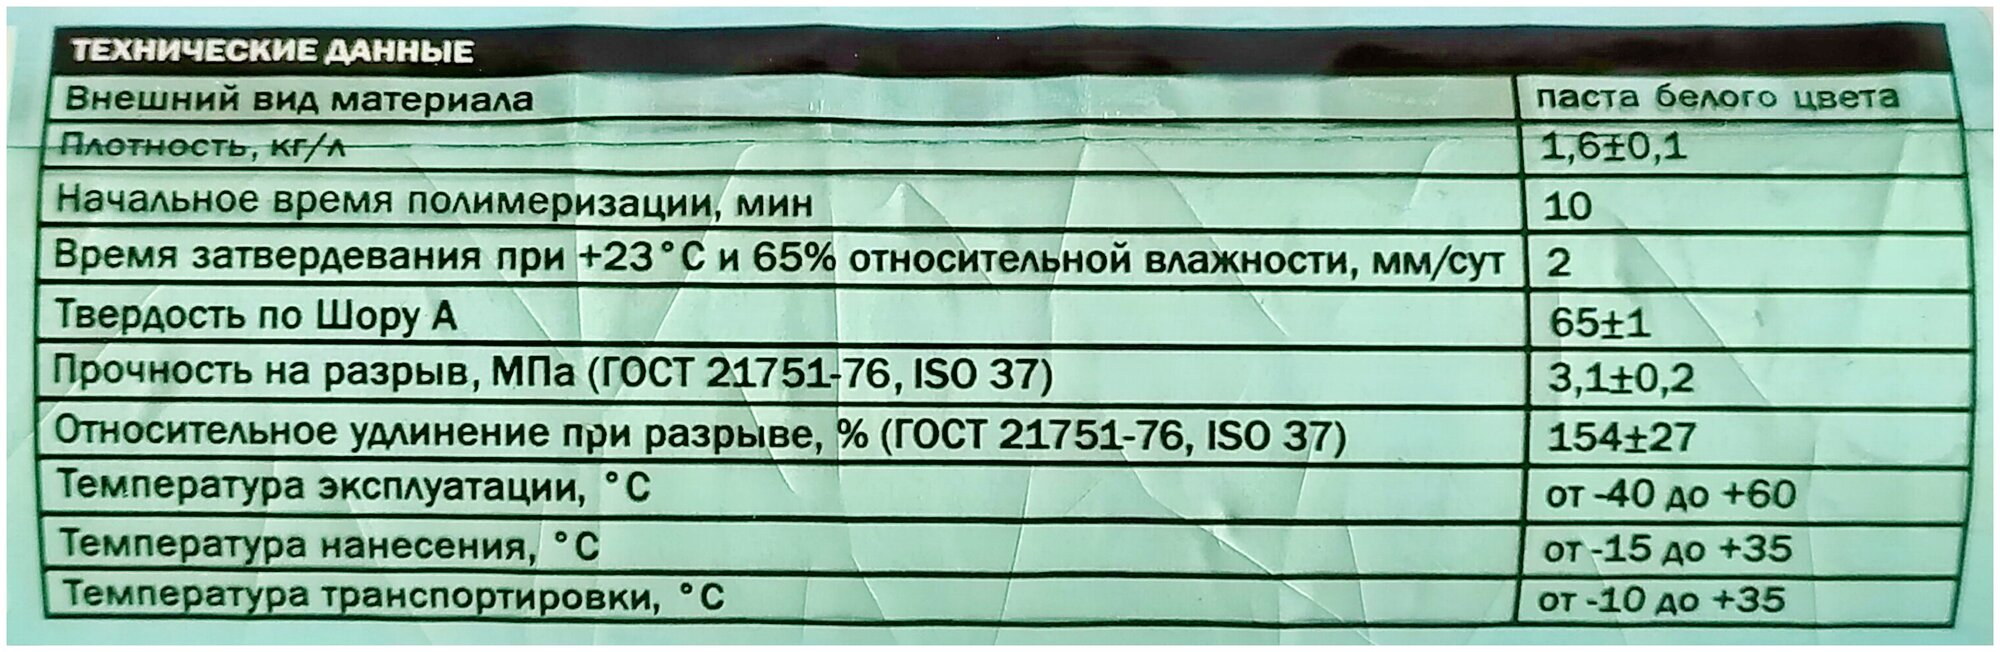 ТЕХНИЧЕСКИЕ ДАННЫЕ
Внешний вид материала паста белого цвета
Плотность, кг/л 1,6±0,1
Начальное время полимеризации, мин 10
Время затвердевания при +23°С и 65% относительной влажности, мм/сут 2
Твердость по Шору А 65±1
Прочность на разрыв, МПа (ГОСТ 21751-76, ISO 37) 3,1±0,2
Относительное удлинение при разрыве, % (ГОСТ 21751-76, ISO 37) 154±27
Температура эксплуатации, °С от -40 до +60
Температура нанесения, °С от -15 до +35
Температура транспортировки, °С от -10 до +35